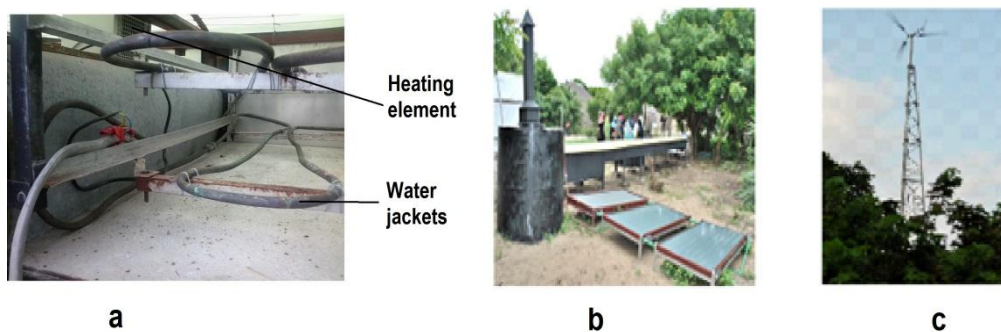 Heating
element
Water
jackets
a
b
c